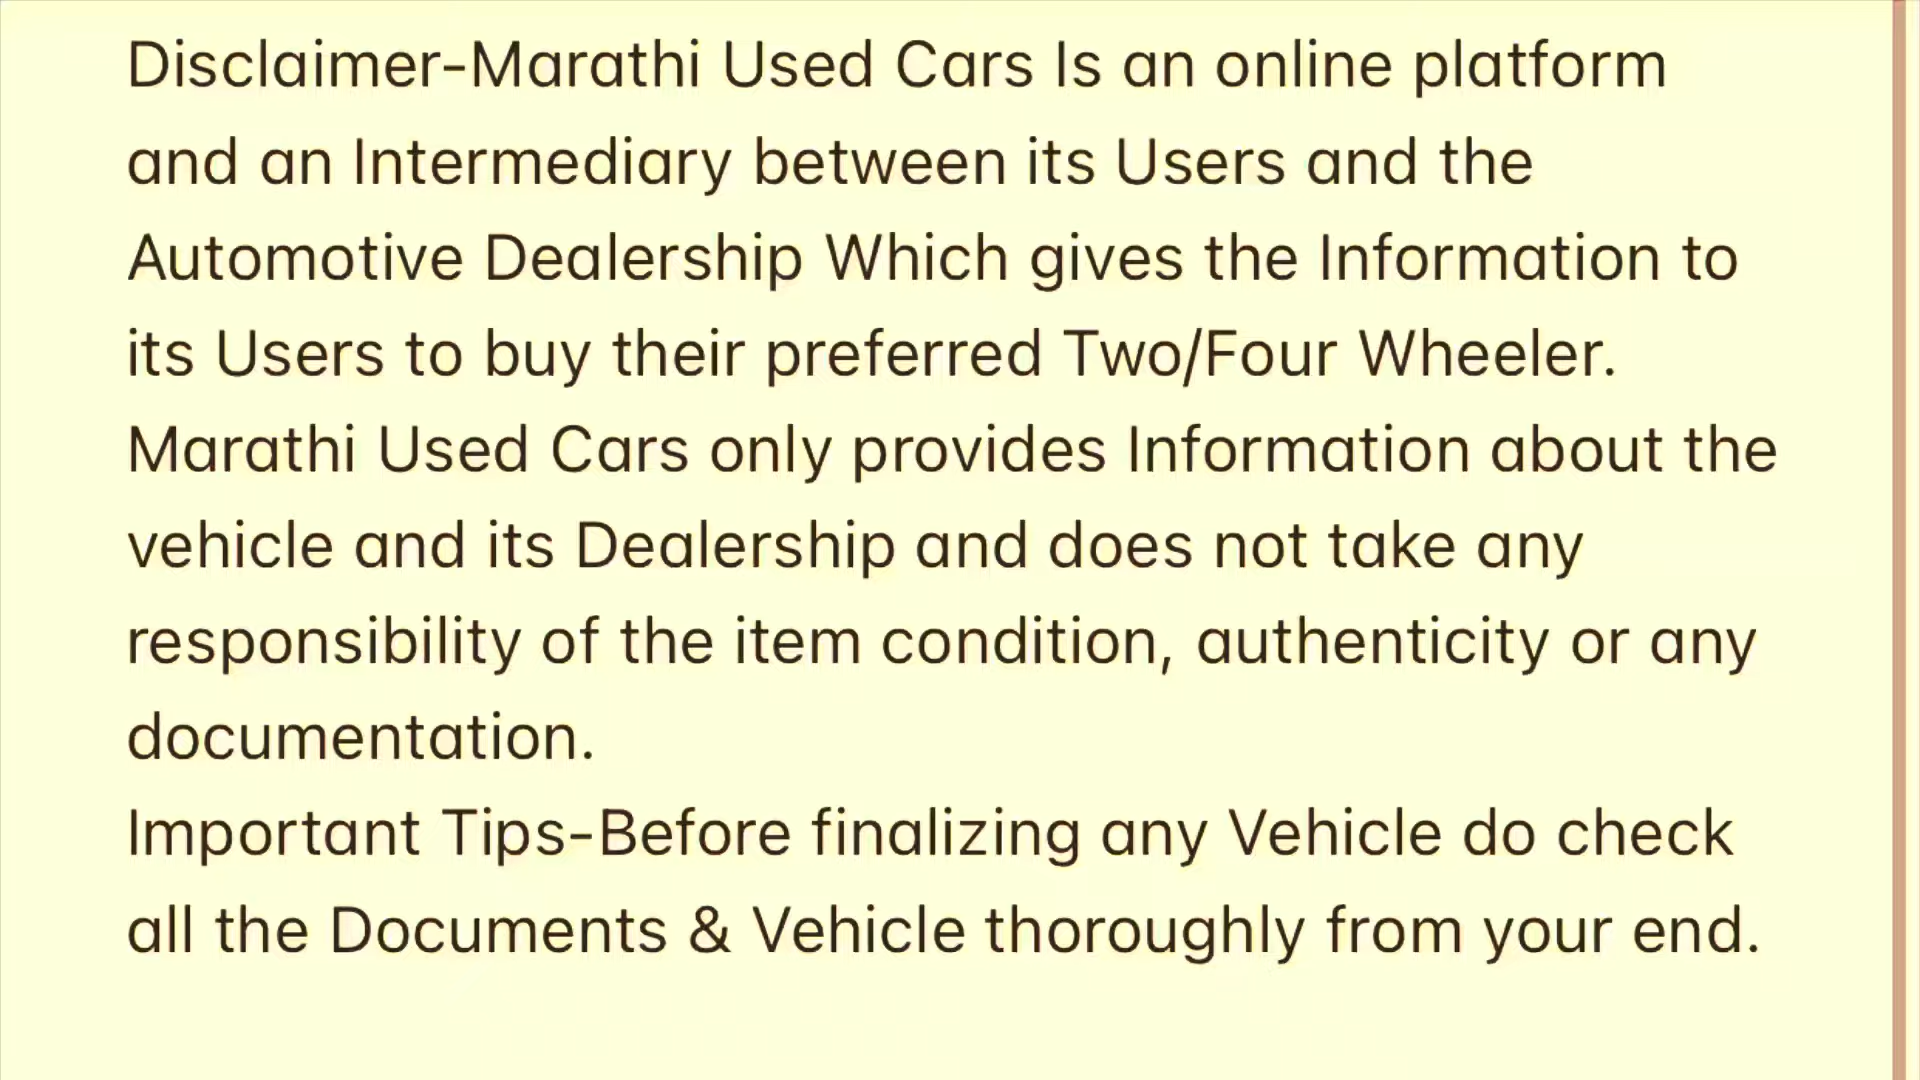 Disclaimer-Marathi Used Cars Is an online platform
and an Intermediary between its Users and the
Automotive Dealership Which gives the Information to
its Users to buy their preferred Two/Four Wheeler.
Marathi Used Cars only provides Information about the
vehicle and its Dealership and does not take any
responsibility of the item condition, authenticity or any
documentation.
Important Tips-Before finalizing any Vehicle do check
all the Documents & Vehicle thoroughly from your end.